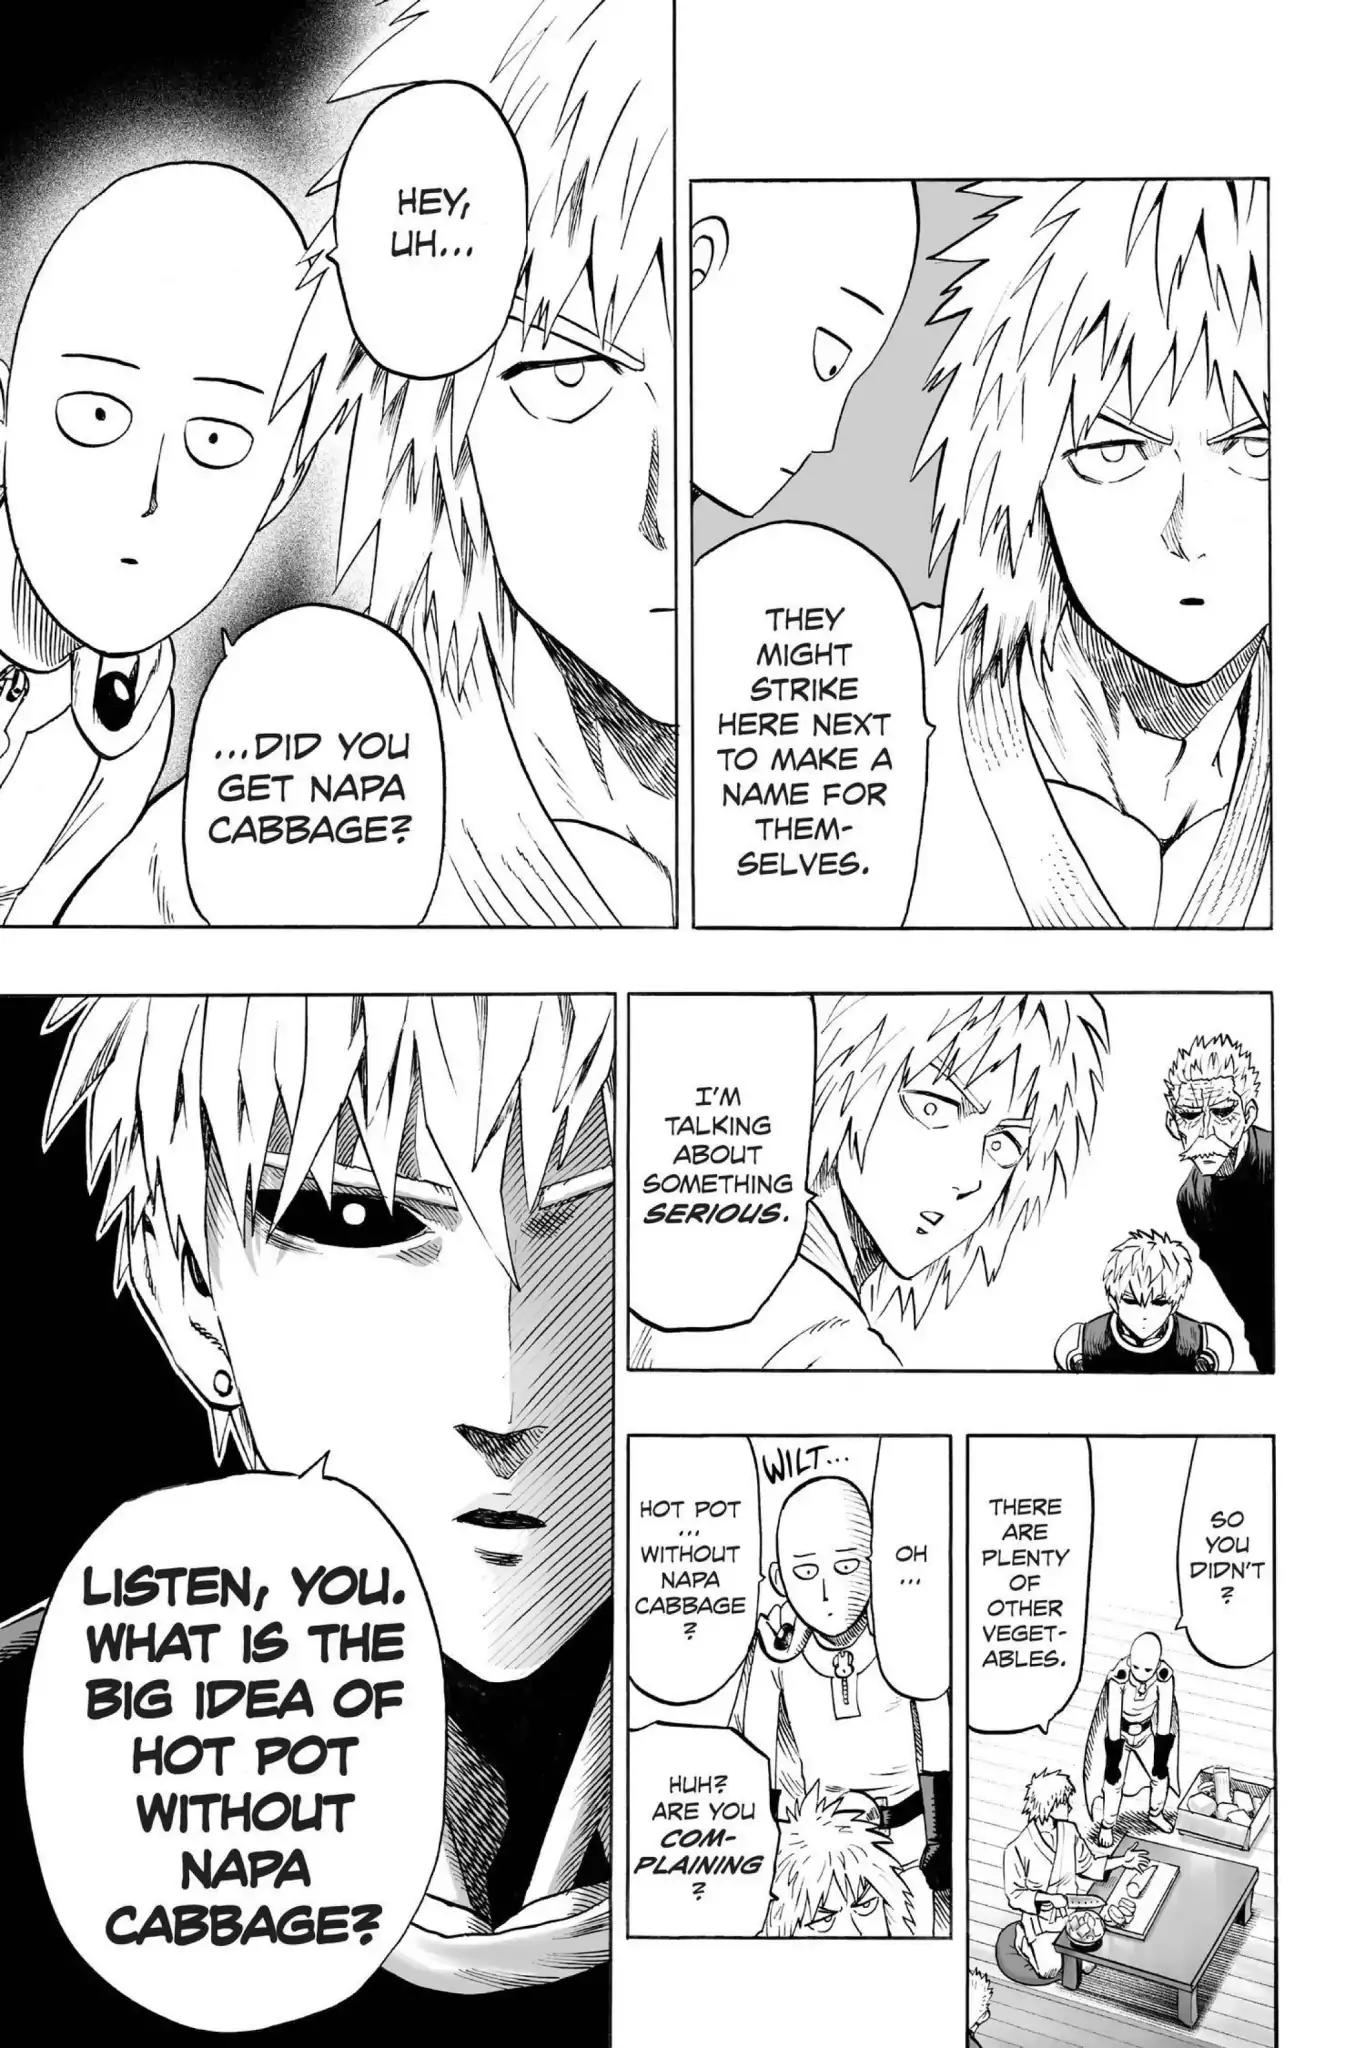 THEY
MIGHT
STRIKE
HERE NEXT
TO MAKE A
NAME FOR
THEM-
SELVES.
HEY,
UH...
...DID YOU
GET NAPA
CABBAGE?
I'M
TALKING
ABOUT
SOMETHING
SERIOUS.
SO
YOU
DIDN'T
?
THERE
ARE
PLENTY
OF
OTHER
VEGET-
ABLES.
OH
...
WILT...
HOT POT
...
WITHOUT
NAPA
CABBAGE
?
HUH?
ARE YOU
COM-
PLAINING
?
LISTEN, YOU.
WHAT IS THE
BIG IDEA OF
HOT POT
WITHOUT
NAPA
CABBAGE?